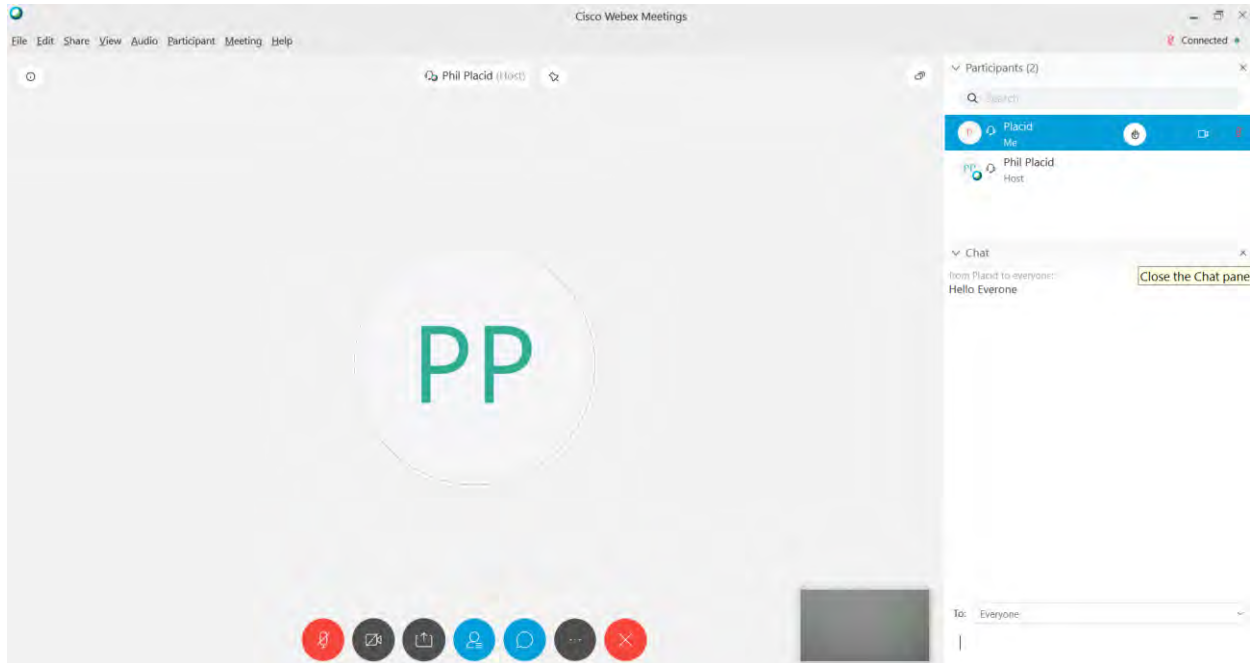 Cisco Webex Meetings
File Edit Share View Audio Participant Meeting Help
Connected
Phil Placid (Host)
Participants (2)
Search
P Placid
Me
PP Phil Placid
Host
Chat
from Placid to everyone:
Close the Chat pane
Hello Everone
PP
To: Everyone